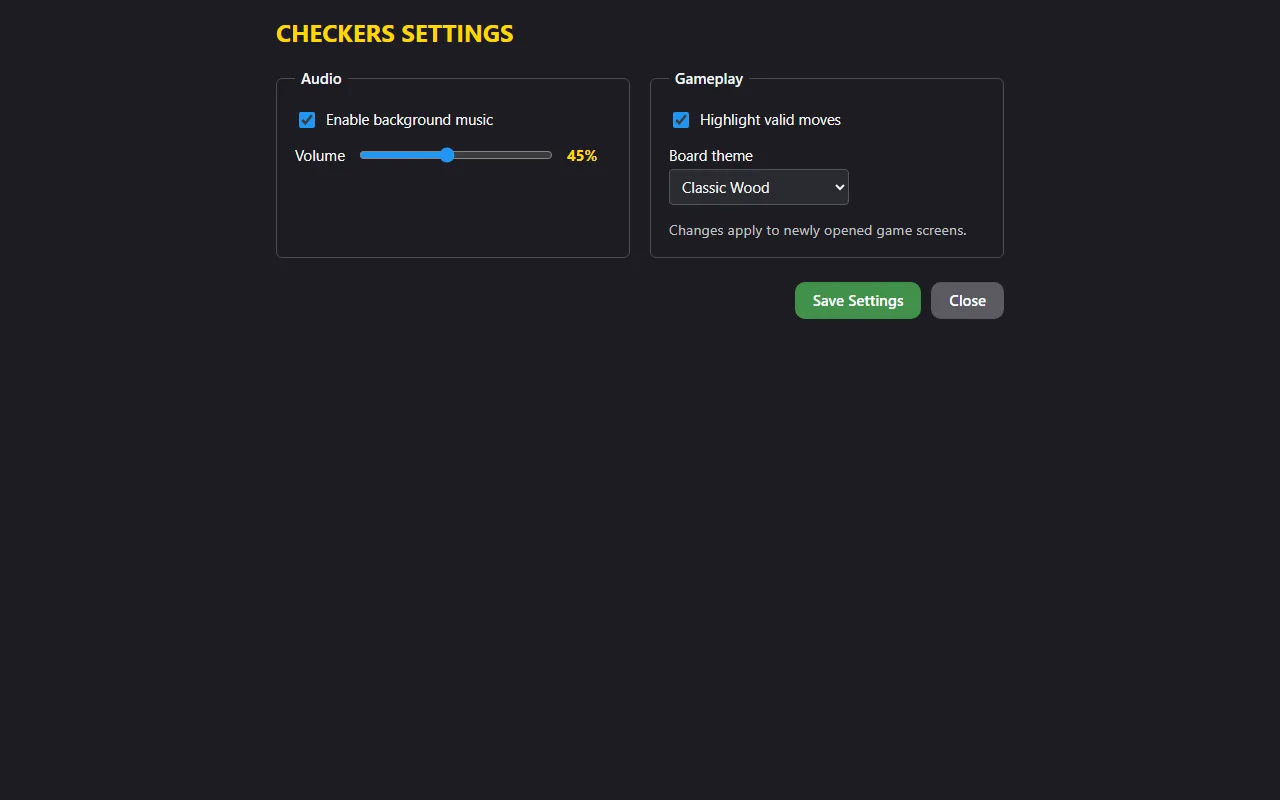 CHECKERS SETTINGS
Audio
Enable background music
Volume 45%
Gameplay
Highlight valid moves
Board theme
Classic Wood
Changes apply to newly opened game screens.
Save Settings Close